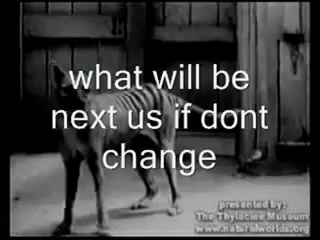 what will be
next us if dont
change
presented by:
The Thylacine Museum
www.naturalworlds.org